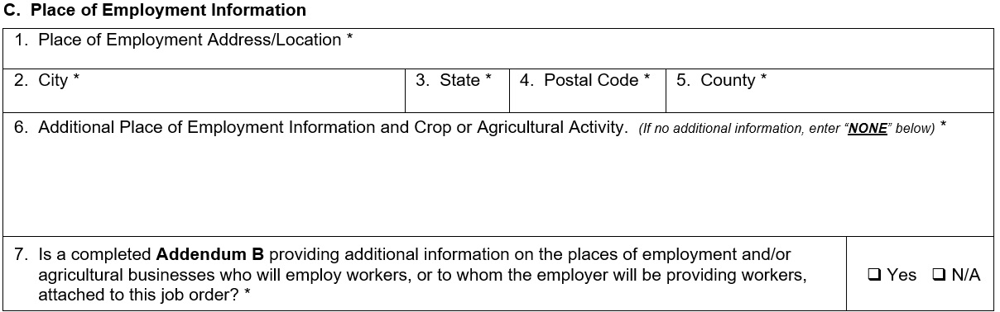 C. Place of Employment Information
1. Place of Employment Address/Location *
2. City *
3. State *
4. Postal Code *
5. County *
6. Additional Place of Employment Information and Crop or Agricultural Activity. (If no additional information, enter “NONE” below) *
7. Is a completed Addendum B providing additional information on the places of employment and/or
agricultural businesses who will employ workers, or to whom the employer will be providing workers,
attached to this job order? *
❑ Yes ❑ N/A